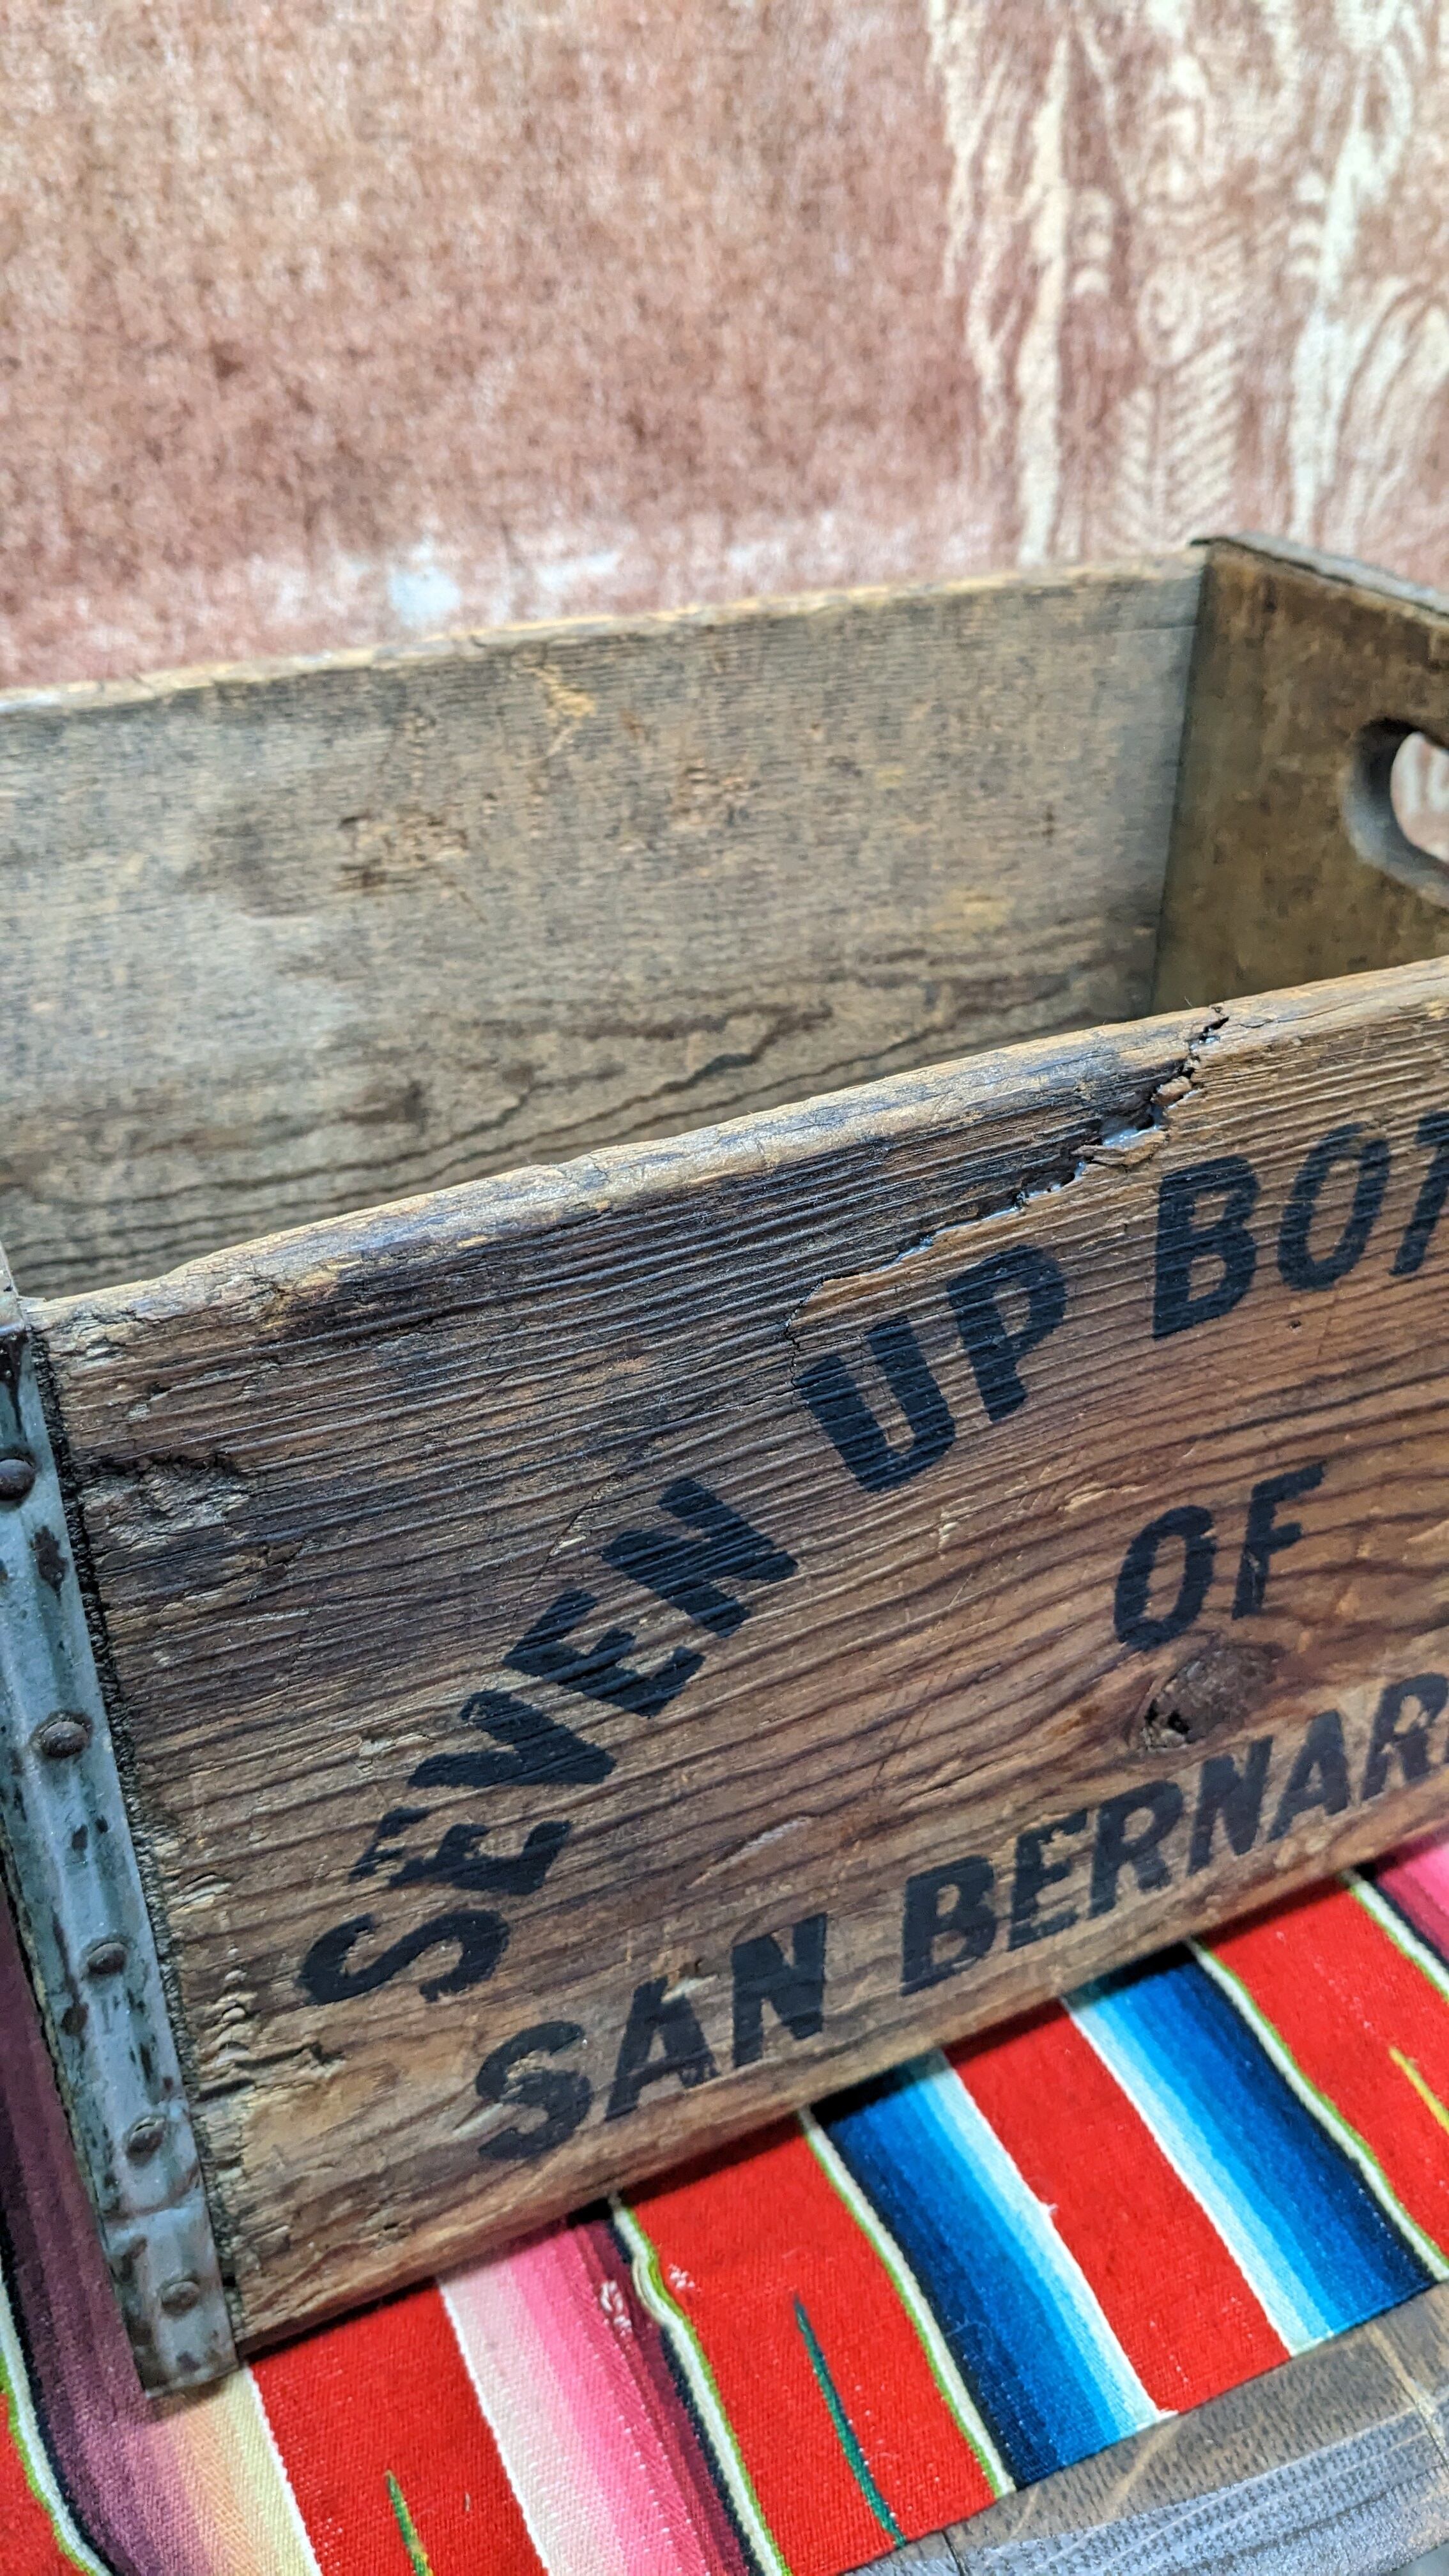 SEVEN UP BOT
OF
SAN BERNAR